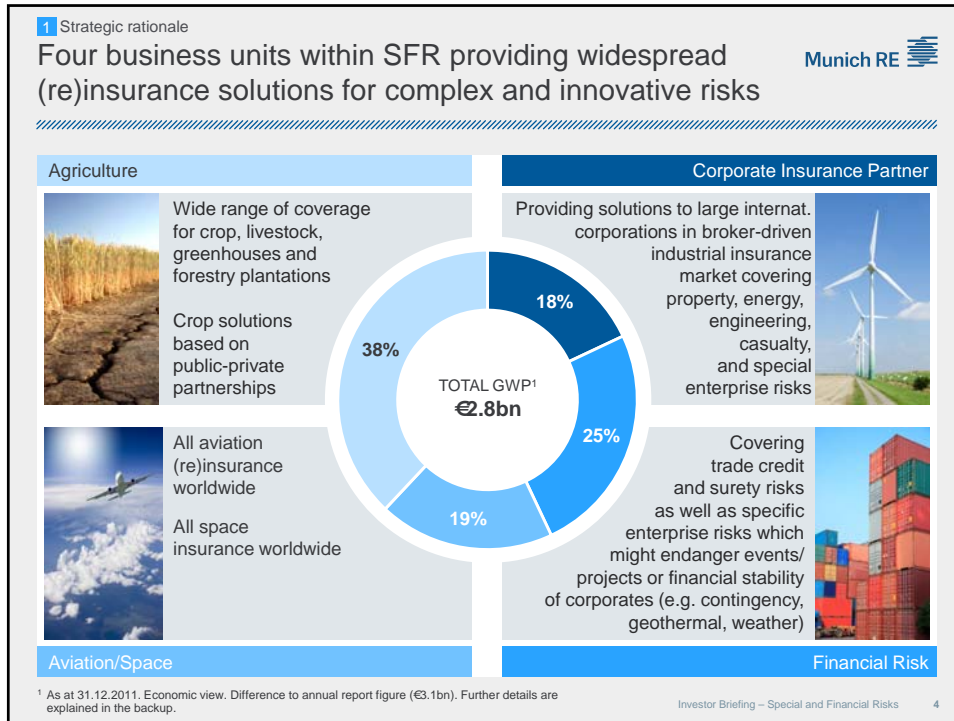 1 Strategic rationale
Four business units within SFR providing widespread
(re)insurance solutions for complex and innovative risks
Munich RE
Agriculture
Wide range of coverage
for crop, livestock,
greenhouses and
forestry plantations
Crop solutions
based on
public-private
partnerships
Corporate Insurance Partner
Providing solutions to large internat.
corporations in broker-driven
industrial insurance
market covering
property, energy,
engineering,
casualty,
and special
enterprise risks
18%
38%
TOTAL GWP¹
€2.8bn
25%
19%
All aviation
(re)insurance
worldwide
All space
insurance worldwide
Aviation/Space
Covering
trade credit
and surety risks
as well as specific
enterprise risks which
might endanger events/
projects or financial stability
of corporates (e.g. contingency,
geothermal, weather)
Financial Risk
¹ As at 31.12.2011. Economic view. Difference to annual report figure (€3.1bn). Further details are
explained in the backup.
Investor Briefing – Special and Financial Risks 4